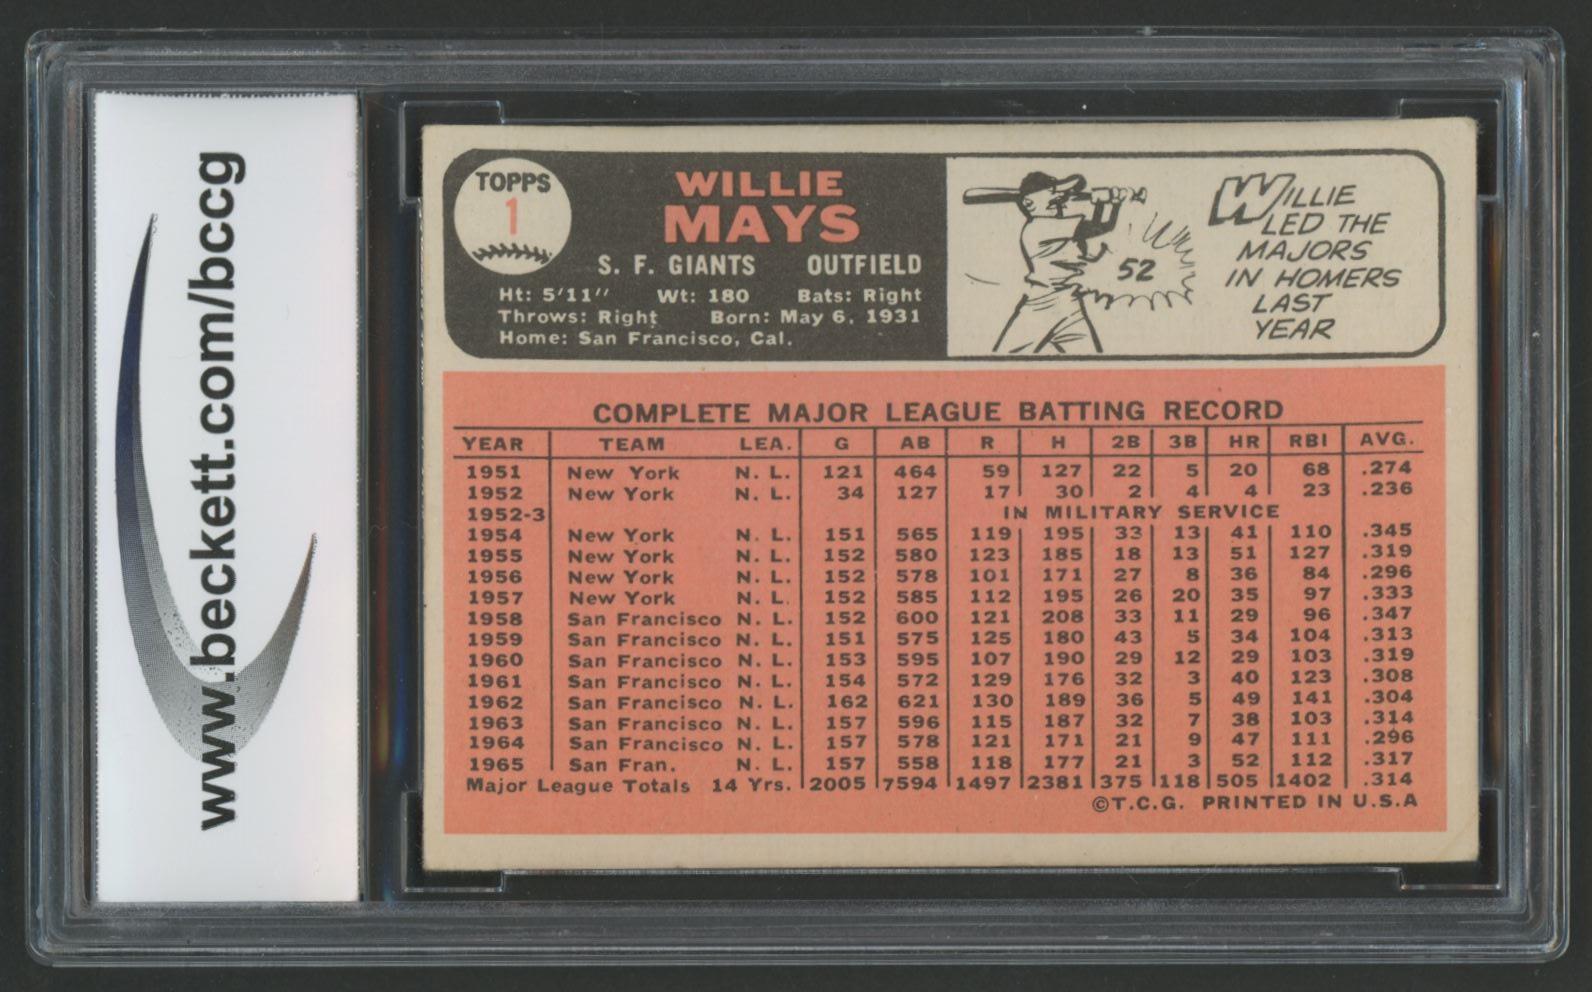 www.beckett.com/bccg
TOPPS
1
WILLIE
MAYS
S. F. GIANTS OUTFIELD
Ht: 5'11" Wt: 180 Bats: Right
Throws: Right Born: May 6, 1931
Home: San Francisco, Cal.
52
WILLIE
LED THE
MAJORS
IN HOMERS
LAST
YEAR
COMPLETE MAJOR LEAGUE BATTING RECORD
YEAR TEAM LEA. G AB R H 2B 3B HR RBI AVG.
1951 New York N. L. 121 464 59 127 22 5 20 68 .274
1952 New York N. L. 34 127 17 30 2 4 4 23 .236
1952-3 IN MILITARY SERVICE
1954 New York N. L. 151 565 119 195 33 13 41 110 .345
1955 New York N. L. 152 580 123 185 18 13 51 127 .319
1956 New York N. L. 152 578 101 171 27 8 36 84 .296
1957 New York N. L. 152 585 112 195 26 20 35 97 .333
1958 San Francisco N. L. 152 600 121 208 33 11 29 96 .347
1959 San Francisco N. L. 151 575 125 180 43 5 34 104 .313
1960 San Francisco N. L. 153 595 107 190 29 12 29 103 .319
1961 San Francisco N. L. 154 572 129 176 32 3 40 123 .308
1962 San Francisco N. L. 162 621 130 189 36 5 49 141 .304
1963 San Francisco N. L. 157 596 115 187 32 7 38 103 .314
1964 San Francisco N. L. 157 578 121 171 21 9 47 111 .296
1965 San Fran. N. L. 157 558 118 177 21 3 52 112 .317
Major League Totals 14 Yrs. 2005 7594 1497 2381 375 118 505 1402 .314
©T.C.G. PRINTED IN U.S.A